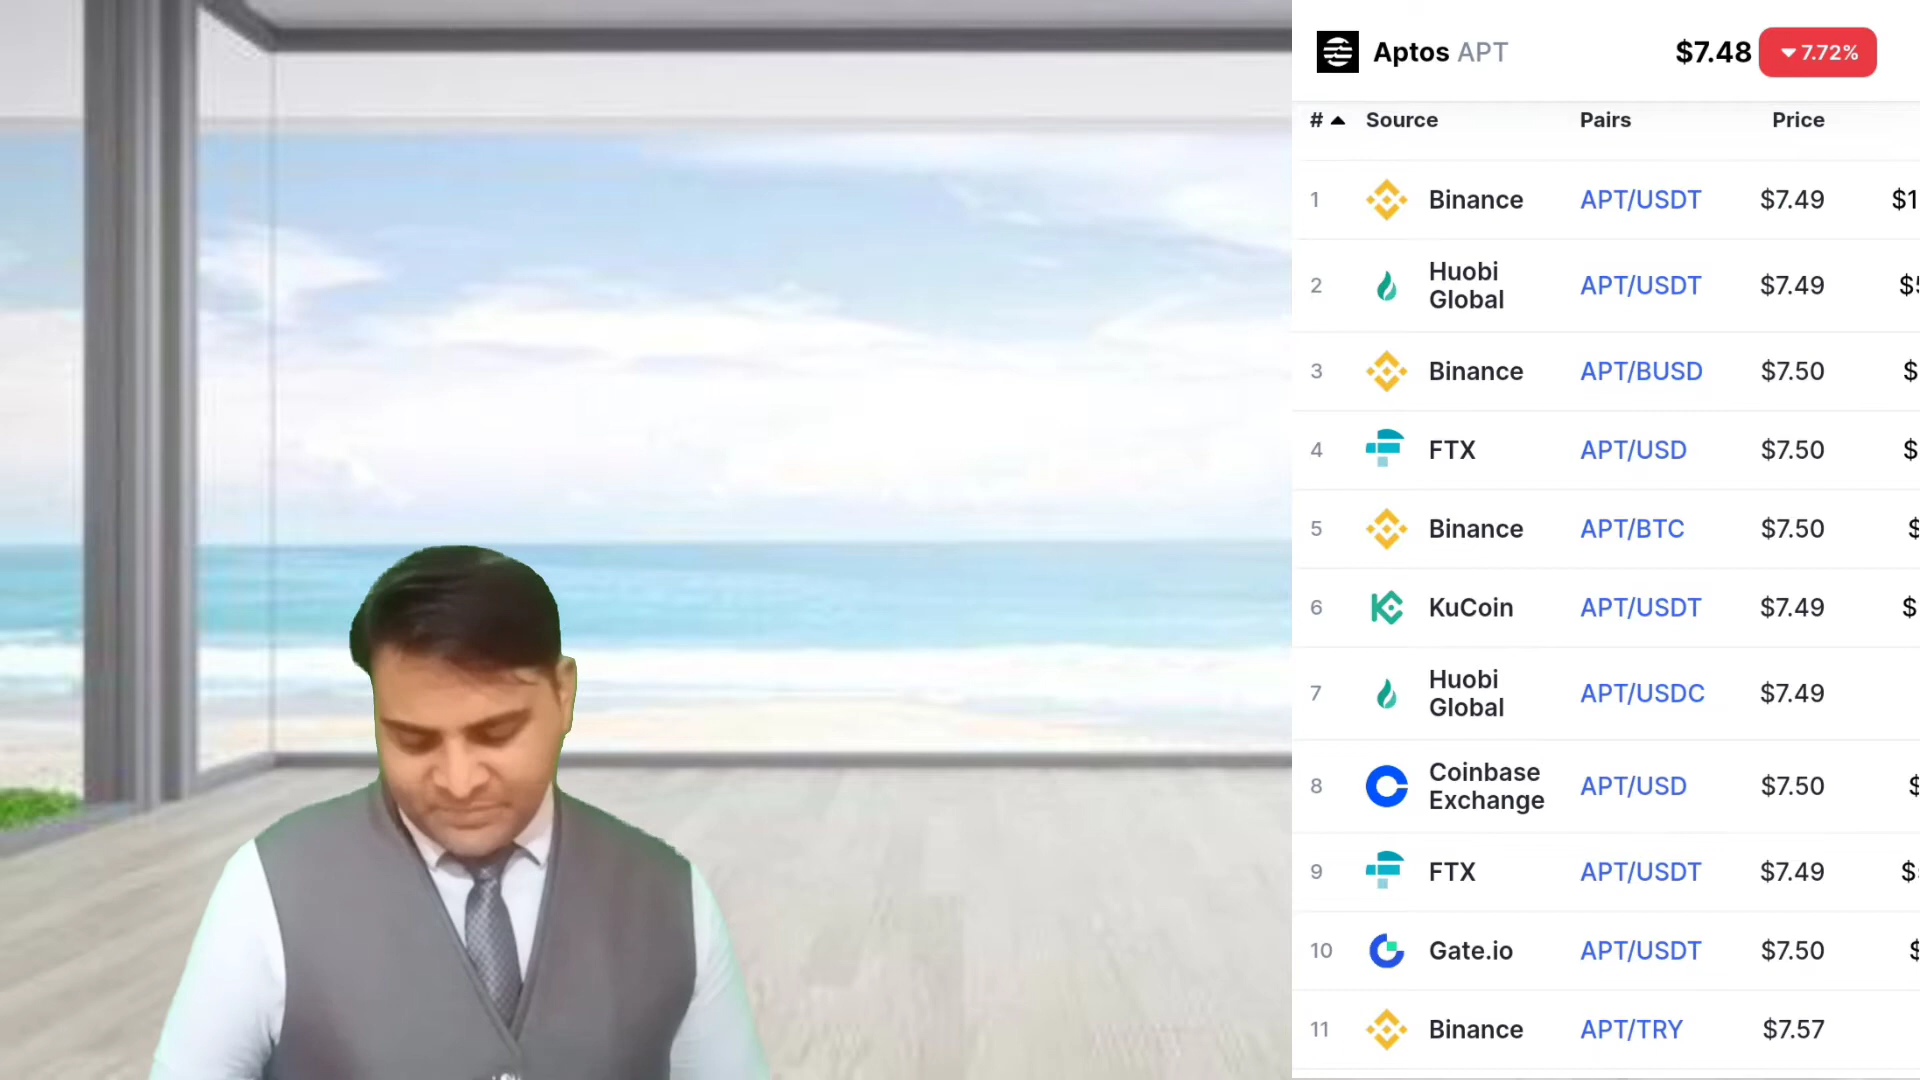 Aptos APT $7.48 7.72%
# Source Pairs Price
1 Binance APT/USDT $7.49 $1
2 Huobi Global APT/USDT $7.49
3 Binance APT/BUSD $7.50 $
4 FTX APT/USD $7.50 $
5 Binance APT/BTC $7.50 $
6 KuCoin APT/USDT $7.49 $
7 Huobi Global APT/USDC $7.49
8 Coinbase Exchange APT/USD $7.50 $
9 FTX APT/USDT $7.49 $
10 Gate.io APT/USDT $7.50 $
11 Binance APT/TRY $7.57